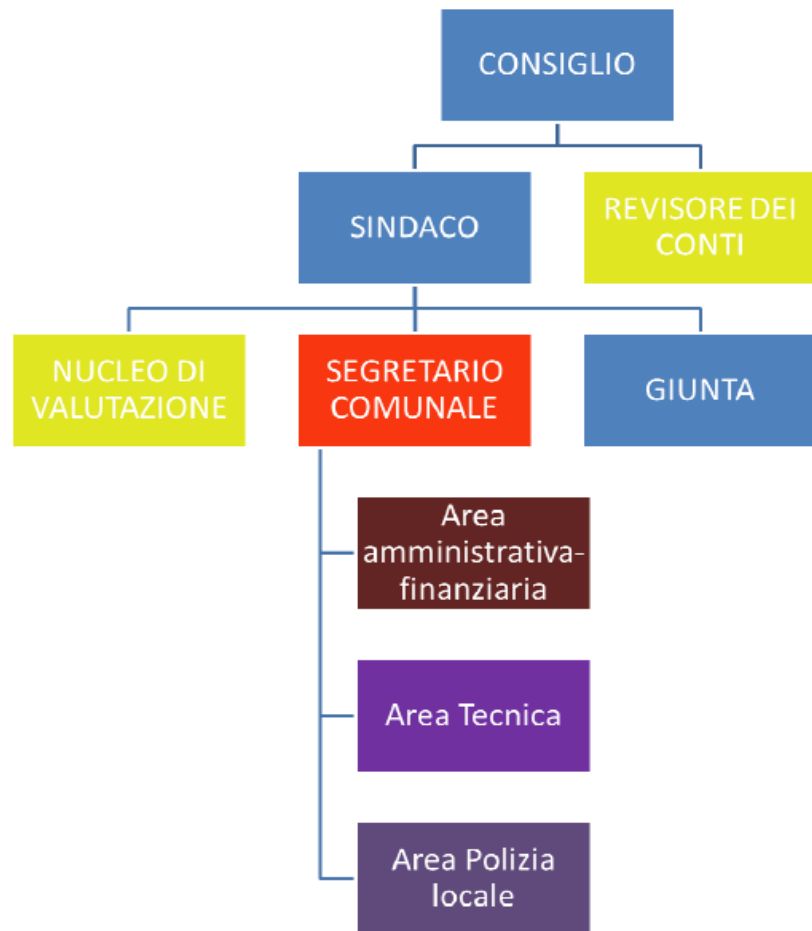 CONSIGLIO
SINDACO
REVISORE DEI
CONTI
NUCLEO DI
VALUTAZIONE
SEGRETARIO
COMUNALE
GIUNTA
Area
amministrativa-
finanziaria
Area Tecnica
Area Polizia
locale